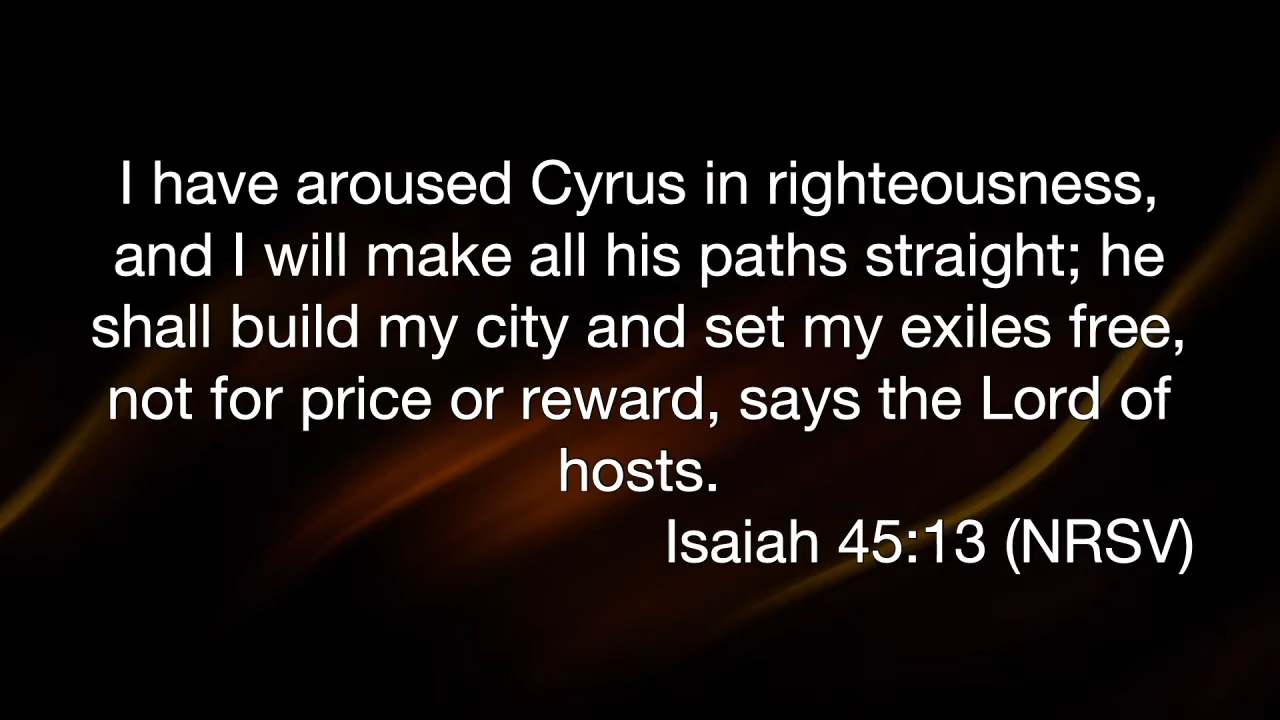 I have aroused Cyrus in righteousness,
and I will make all his paths straight; he
shall build my city and set my exiles free,
not for price or reward, says the Lord of
hosts.
Isaiah 45:13 (NRSV)